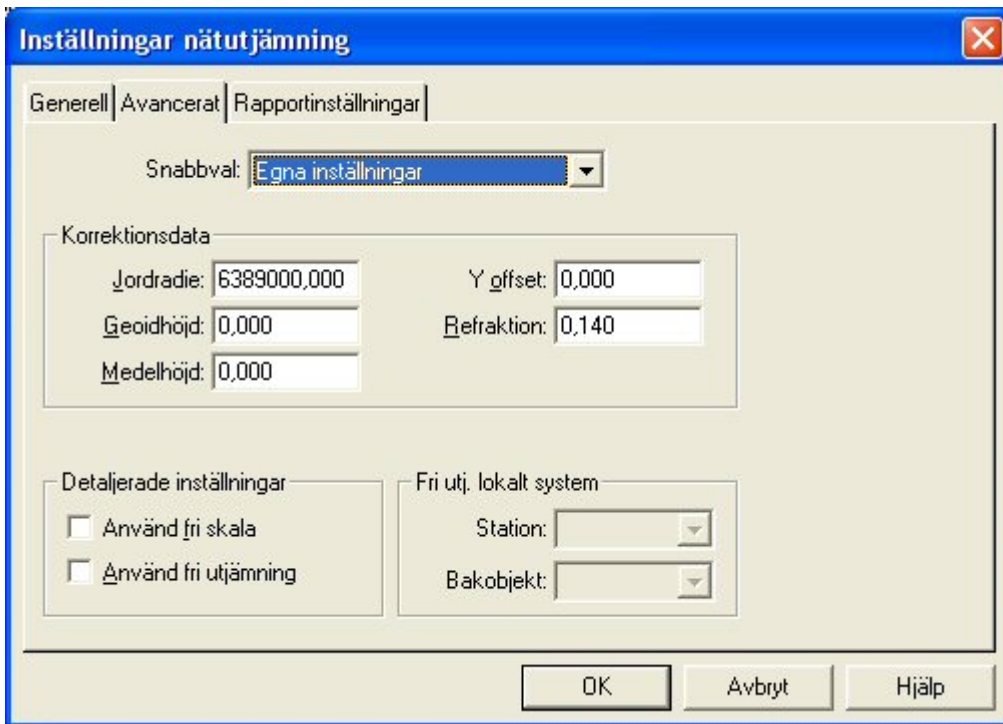 Inställningar nätutjämning
Generell Avancerat Rapportinställningar
Snabbval: Egna inställningar
Korrektionsdata
Jordradie: 6389000,000 Y offset: 0,000
Geoidhöjd: 0,000 Refraktion: 0,140
Medelhöjd: 0,000
Detaljerade inställningar Fri utj. lokalt system
Använd fri skala Station:
Använd fri utjämning Bakobjekt:
OK Avbryt Hjälp